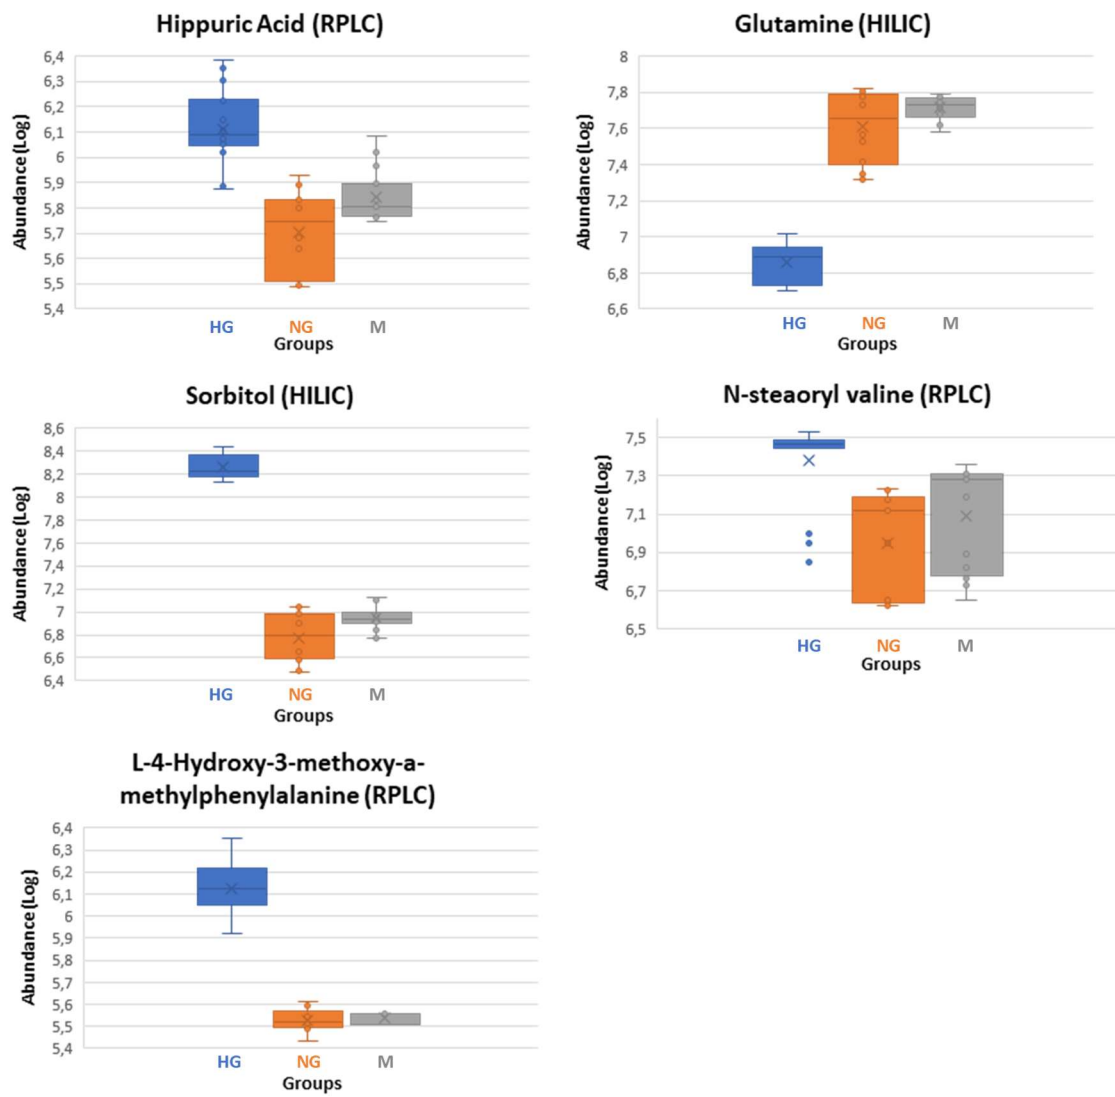 Hippuric Acid (RPLC)
Abundance (Log)
6,4
6,3
6,2
6,1
6
5,9
5,8
5,7
5,6
5,5
5,4
HG NG M
Groups
Glutamine (HILIC)
Abundance (Log)
8
7,8
7,6
7,4
7,2
7
6,8
6,6
HG NG M
Groups
Sorbitol (HILIC)
Abundance (Log)
8,6
8,4
8,2
8
7,8
7,6
7,4
7,2
7
6,8
6,6
6,4
HG NG M
Groups
N-steaoryl valine (RPLC)
Abundance (Log)
7,5
7,3
7,1
6,9
6,7
6,5
HG NG M
Groups
L-4-Hydroxy-3-methoxy-a-
methylphenylalanine (RPLC)
Abundance (Log)
6,4
6,3
6,2
6,1
6
5,9
5,8
5,7
5,6
5,5
5,4
HG NG M
Groups